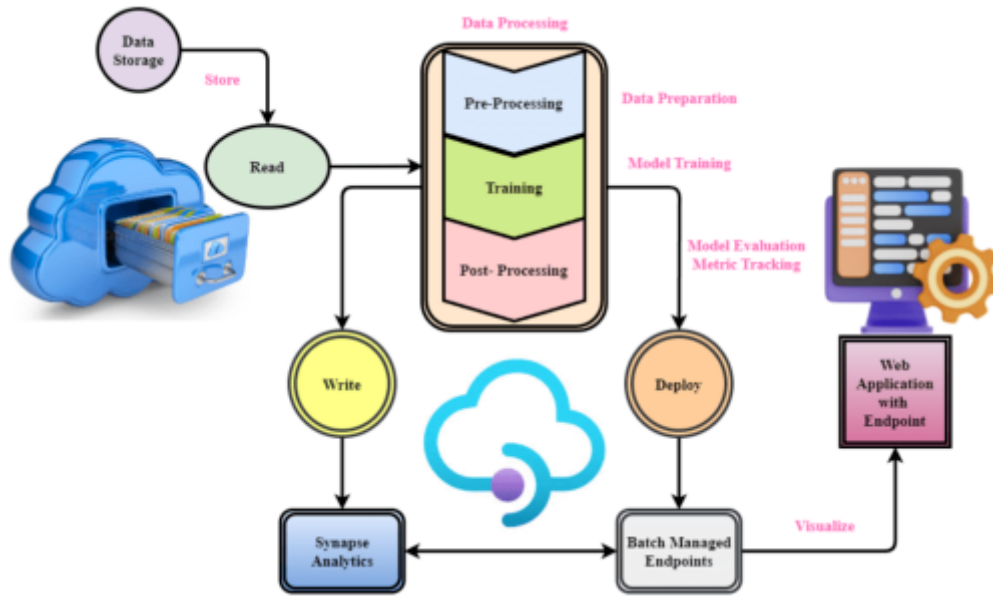 Data Processing
Data
Storage
Store
Pre-Processing
Data Preparation
Read
Model Training
Training
Model Evaluation
Metric Tracking
Post- Processing
Write
Deploy
Web
Application
with
Endpoint
Visualize
Synapse
Analytics
Batch Managed
Endpoints